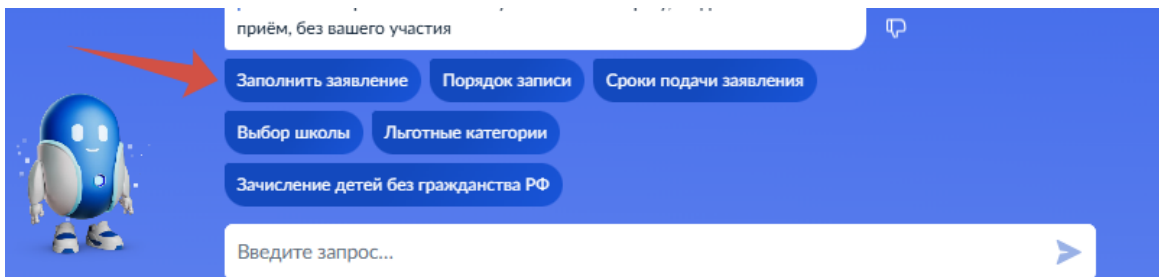 приём, без вашего участия
Заполнить заявление
Порядок записи
Сроки подачи заявления
Выбор школы
Льготные категории
Зачисление детей без гражданства РФ
Введите запрос...